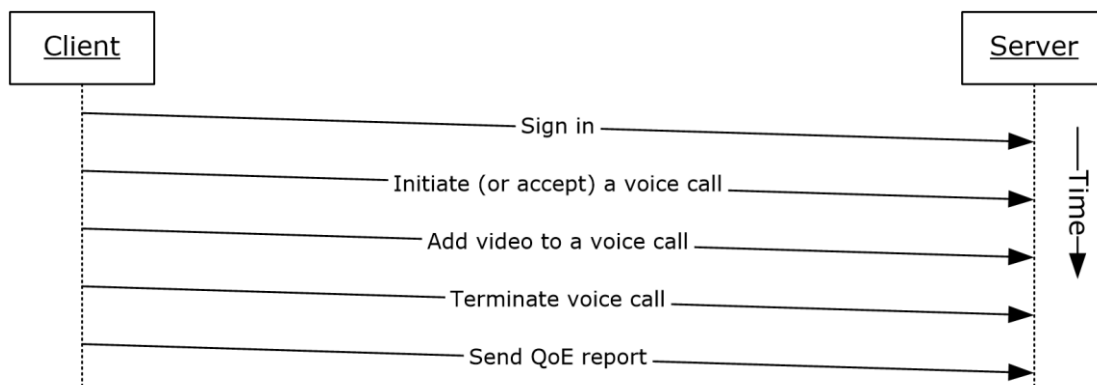 Client
Server
Sign in
Initiate (or accept) a voice call
Time
Add video to a voice call
Terminate voice call
Send QoE report